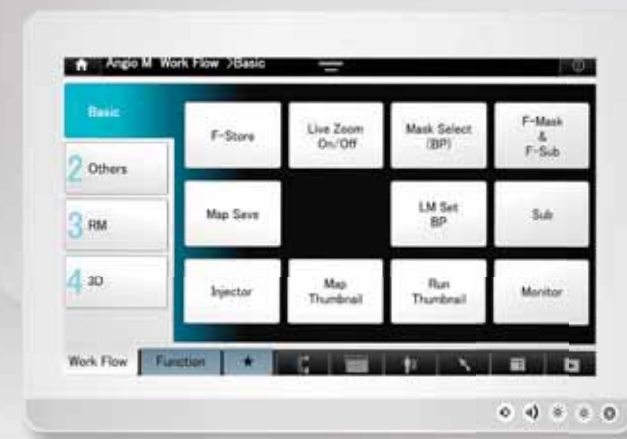 Angio M Work Flow >Basic
Basic
2 Others
3 RM
4 3D
F-Store
Live Zoom
On/Off
Mask Select
(BP)
F-Mask
&
F-Sub
Map Save
LM Set
BP
Sub
Injector
Map
Thumbnail
Run
Thumbnail
Monitor
Work Flow
Function